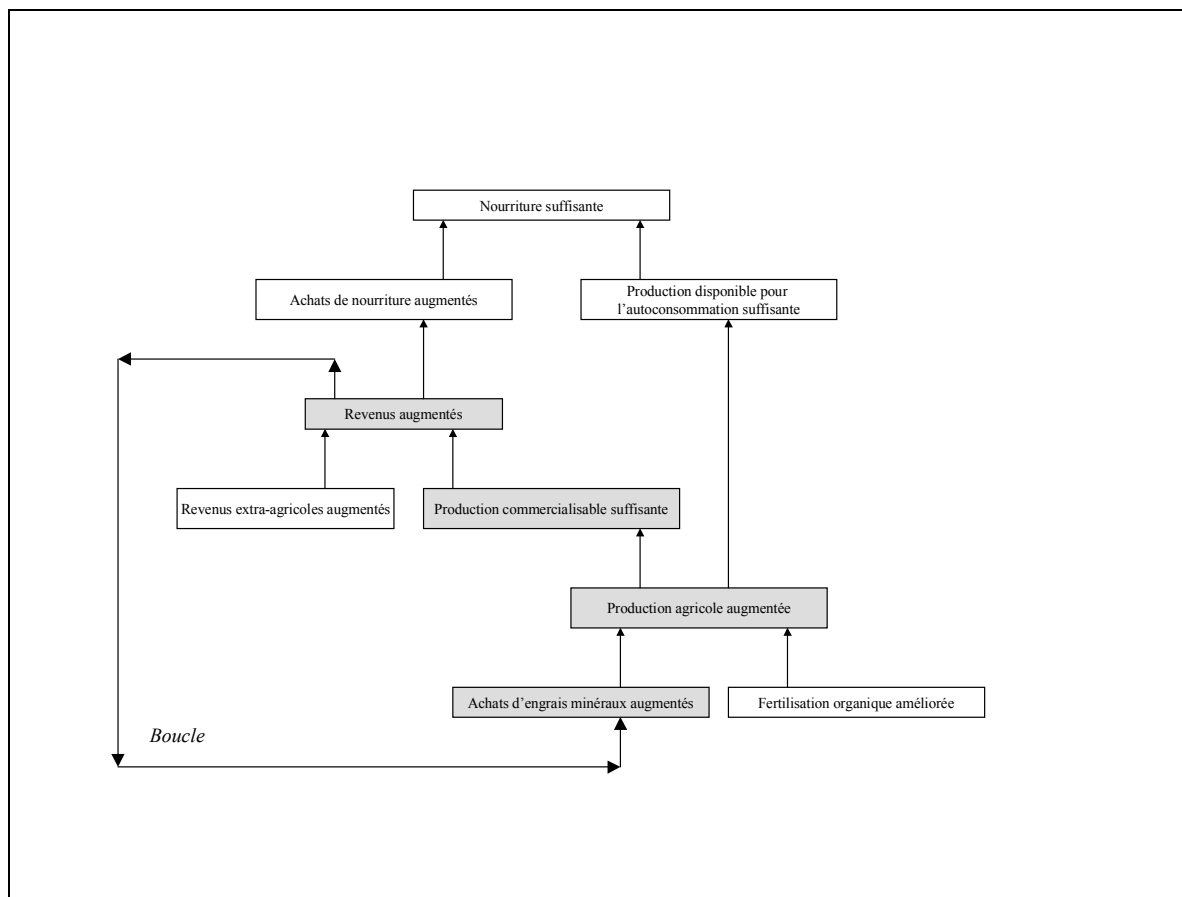 Nourriture suffisante
Achats de nourriture augmentés
Production disponible pour
l’autoconsommation suffisante
Revenus augmentés
Revenus extra-agricoles augmentés
Production commercialisable suffisante
Production agricole augmentée
Achats d’engrais minéraux augmentés
Fertilisation organique améliorée
Boucle